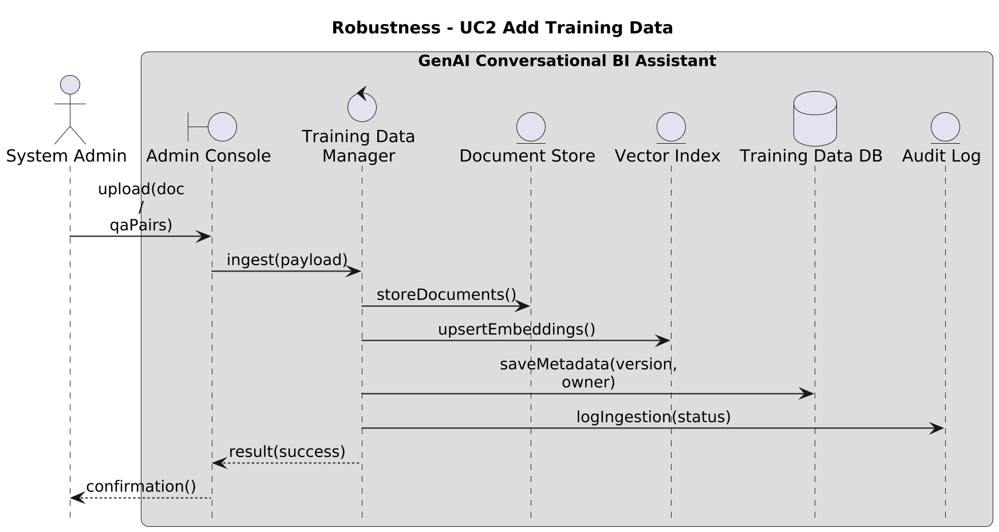 Robustness - UC2 Add Training Data
GenAI Conversational BI Assistant
System Admin
Admin Console
Training Data
Manager
Document Store
Vector Index
Training Data DB
Audit Log
upload(doc
/
qaPairs)
ingest(payload)
storeDocuments()
upsertEmbeddings()
saveMetadata(version,
owner)
logIngestion(status)
result(success)
confirmation()